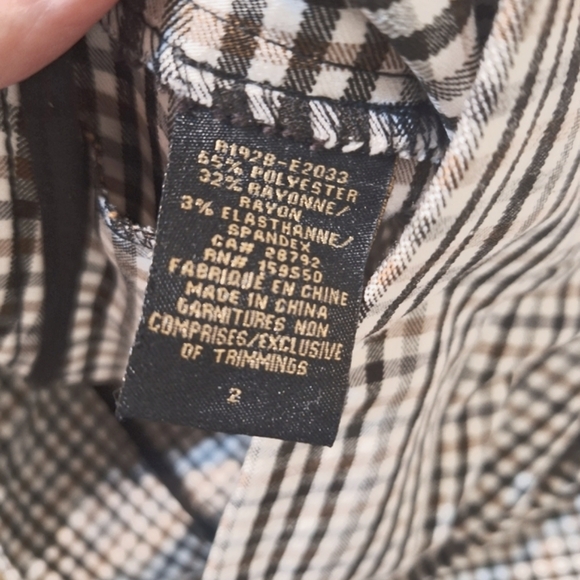 R1928-E2033
65% POLYESTER
32% RAYONNE/
RAYON
3% ELASTHANNE/
SPANDEX
CA# 28792
RN# 159550
FABRIQUE EN CHINE
MADE IN CHINA
GARNITURES NON
COMPRISES/EXCLUSIVE
OF TRIMMINGS
2